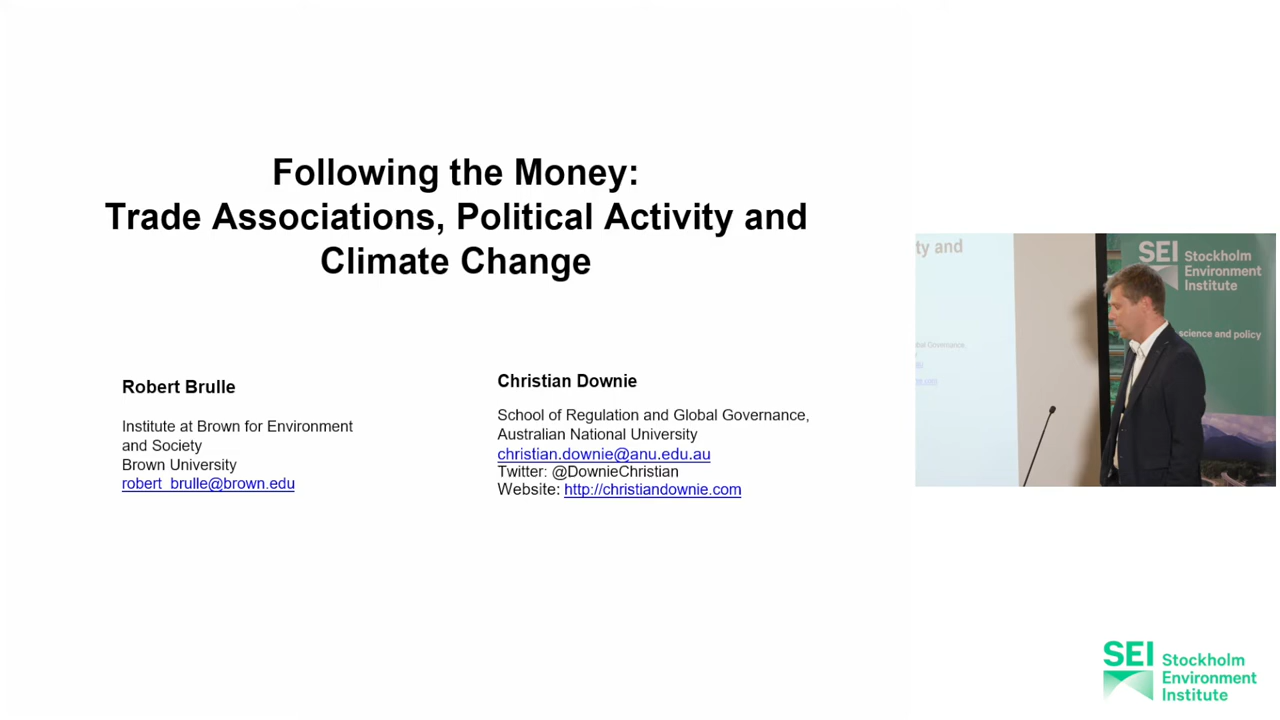 Following the Money:
Trade Associations, Political Activity and
Climate Change
Robert Brulle
Institute at Brown for Environment
and Society
Brown University
robert_brulle@brown.edu
Christian Downie
School of Regulation and Global Governance,
Australian National University
christian.downie@anu.edu.au
Twitter: @DownieChristian
Website: http://christiandownie.com
ty and
SEI Stockholm
Environment
Institute
science and policy
SEI Stockholm
Environment
Institute